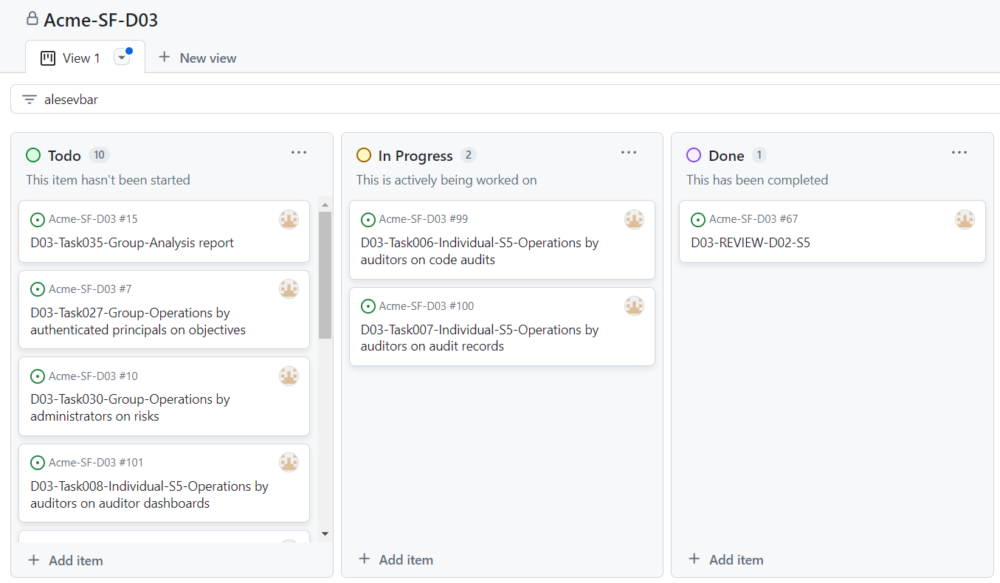 Acme-SF-D03
View 1
New view
alesevbar
Todo 10
This item hasn't been started
Acme-SF-D03 #15
D03-Task035-Group-Analysis report
Acme-SF-D03 #7
D03-Task027-Group-Operations by
authenticated principals on objectives
Acme-SF-D03 #10
D03-Task030-Group-Operations by
administrators on risks
Acme-SF-D03 #101
D03-Task008-Individual-S5-Operations by
auditors on auditor dashboards
Add item
In Progress 2
This is actively being worked on
Acme-SF-D03 #99
D03-Task006-Individual-S5-Operations by
auditors on code audits
Acme-SF-D03 #100
D03-Task007-Individual-S5-Operations by
auditors on audit records
Add item
Done 1
This has been completed
Acme-SF-D03 #67
D03-REVIEW-D02-S5
Add item